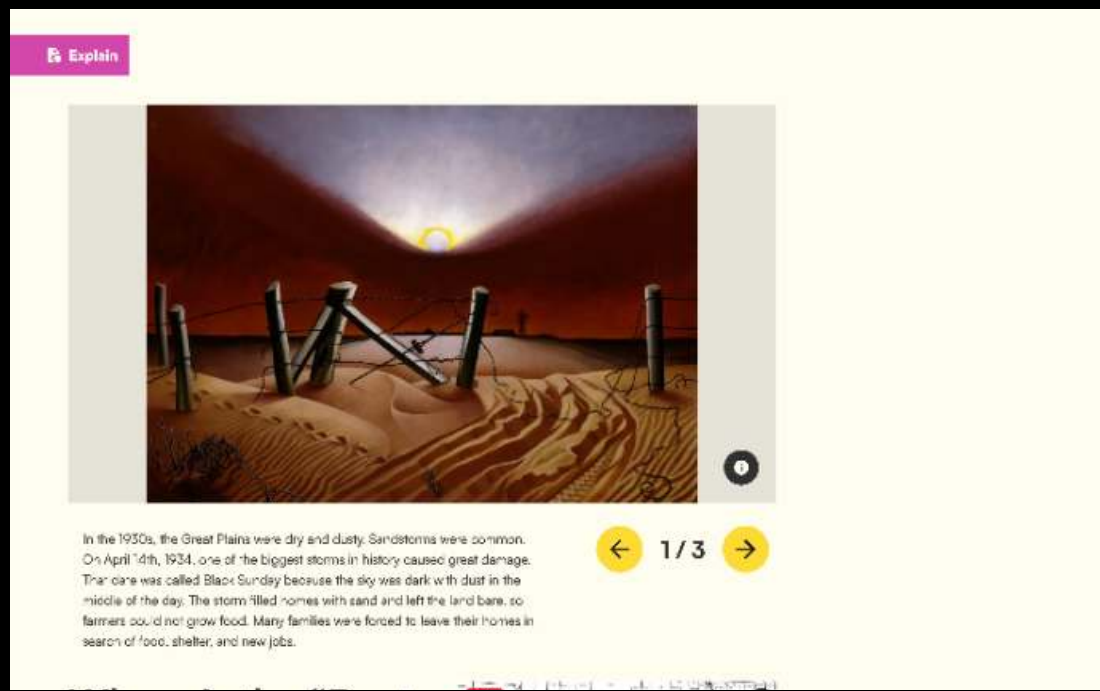 Explain
In the 1930s, the Great Plains were dry and dusty. Sandstorms were common.
On April 14th, 1934, one of the biggest storms in history caused great damage.
That date was called Black Sunday because the sky was dark with dust in the
middle of the day. The storm filled homes with sand and left the land bare, so
farmers could not grow food. Many families were forced to leave their homes in
search of food, shelter, and new jobs.
1/3